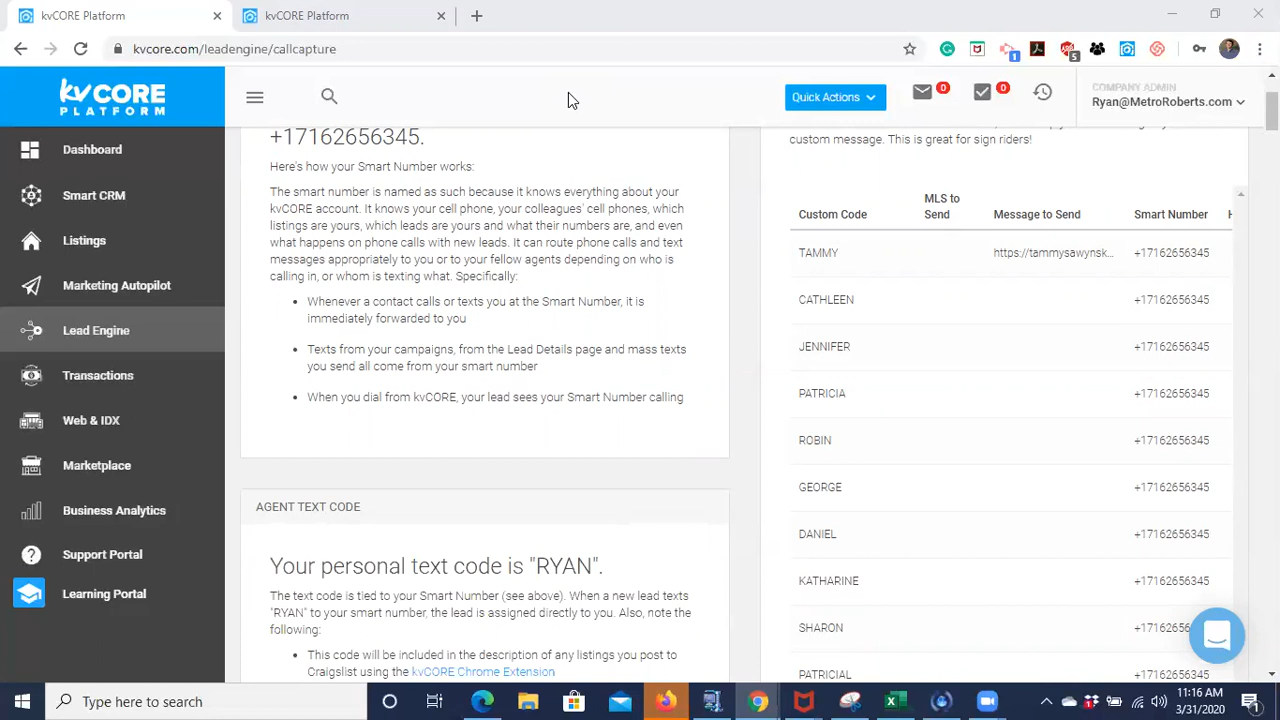 kvCORE Platform
kvCORE Platform
kvcore.com/leadengine/callcapture
1
5
kvCORE
PLATFORM
Quick Actions
0
0
COMPANY ADMIN
Ryan@MetroRoberts.com
Dashboard
Smart CRM
Listings
Marketing Autopilot
Lead Engine
Transactions
Web & IDX
Marketplace
Business Analytics
Support Portal
Learning Portal
+17162656345.
Here's how your Smart Number works:
The smart number is named as such because it knows everything about your
kvCORE account. It knows your cell phone, your colleagues' cell phones, which
listings are yours, which leads are yours and what their numbers are, and even
what happens on phone calls with new leads. It can route phone calls and text
messages appropriately to you or to your fellow agents depending on who is
calling in, or whom is texting what. Specifically:
• Whenever a contact calls or texts you at the Smart Number, it is
immediately forwarded to you
• Texts from your campaigns, from the Lead Details page and mass texts
you send all come from your smart number
• When you dial from kvCORE, your lead sees your Smart Number calling
AGENT TEXT CODE
Your personal text code is "RYAN".
The text code is tied to your Smart Number (see above). When a new lead texts
"RYAN" to your smart number, the lead is assigned directly to you. Also, note the
following:
• This code will be included in the description of any listings you post to
Craigslist using the kvCORE Chrome Extension
custom message. This is great for sign riders!
Custom Code MLS to Send Message to Send Smart Number
TAMMY https://tammysawynsk... +17162656345
CATHLEEN +17162656345
JENNIFER +17162656345
PATRICIA +17162656345
ROBIN +17162656345
GEORGE +17162656345
DANIEL +17162656345
KATHARINE +17162656345
SHARON +1716265
PATRICIAL +17162656345
Type here to search
11:16 AM
3/31/2020
1